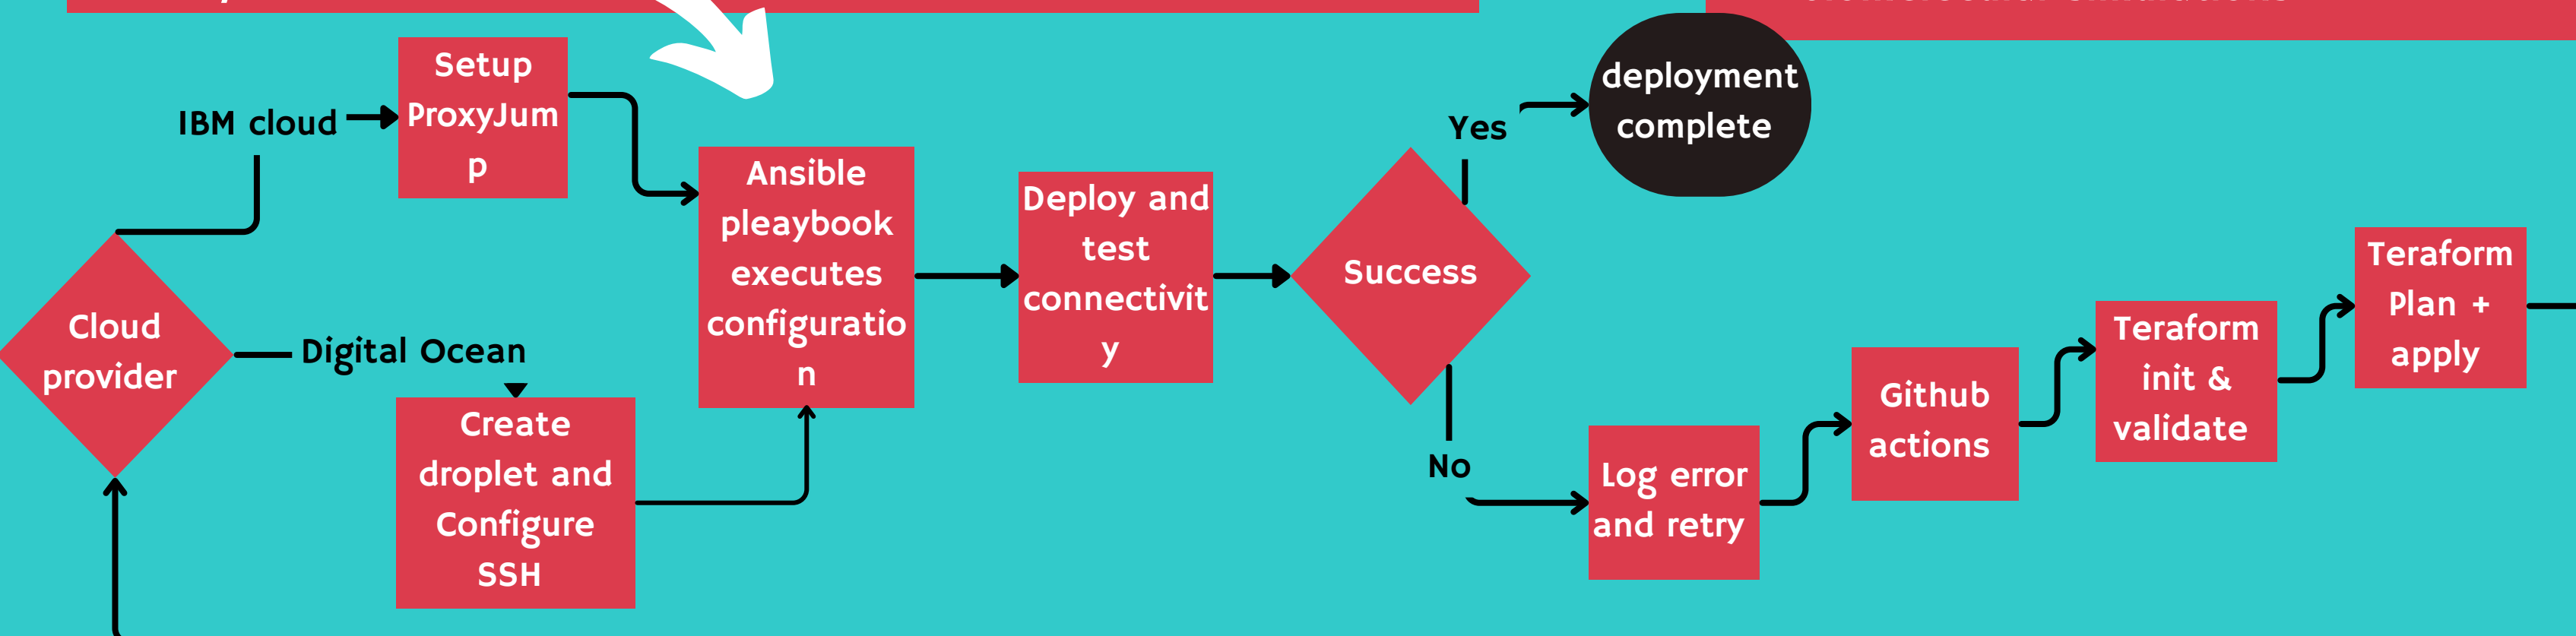 IBM cloud
Setup
ProxyJum
p
Cloud
provider
Digital Ocean
Create
droplet and
Configure
SSH
Ansible
pleaybook
executes
configuratio
n
Deploy and
test
connectivit
y
Success
Yes
deployment
complete
No
Log error
and retry
Github
actions
Teraform
init &
validate
Teraform
Plan +
apply